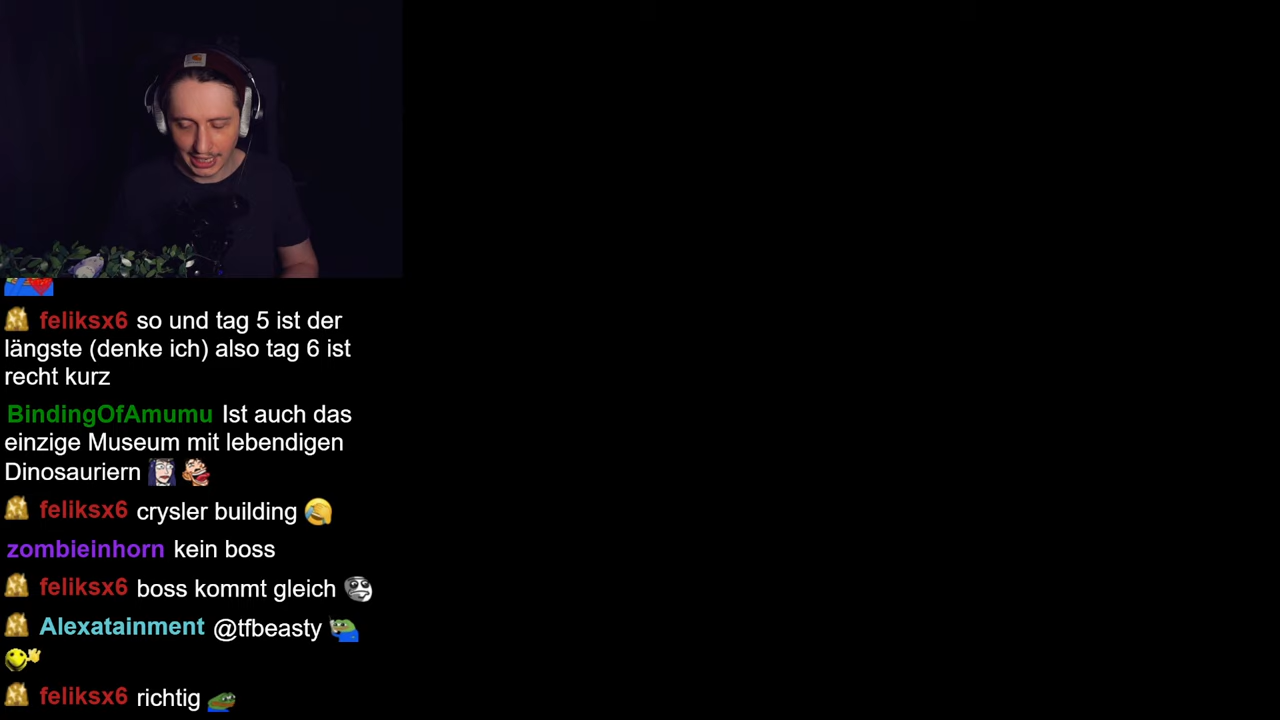 feliksx6 so und tag 5 ist der
längste (denke ich) also tag 6 ist
recht kurz
BindingOfAmumu Ist auch das
einzige Museum mit lebendigen
Dinosauriern
feliksx6 crysler building
zombieinhorn kein boss
feliksx6 boss kommt gleich
Alexatainment @tfbeasty
feliksx6 richtig